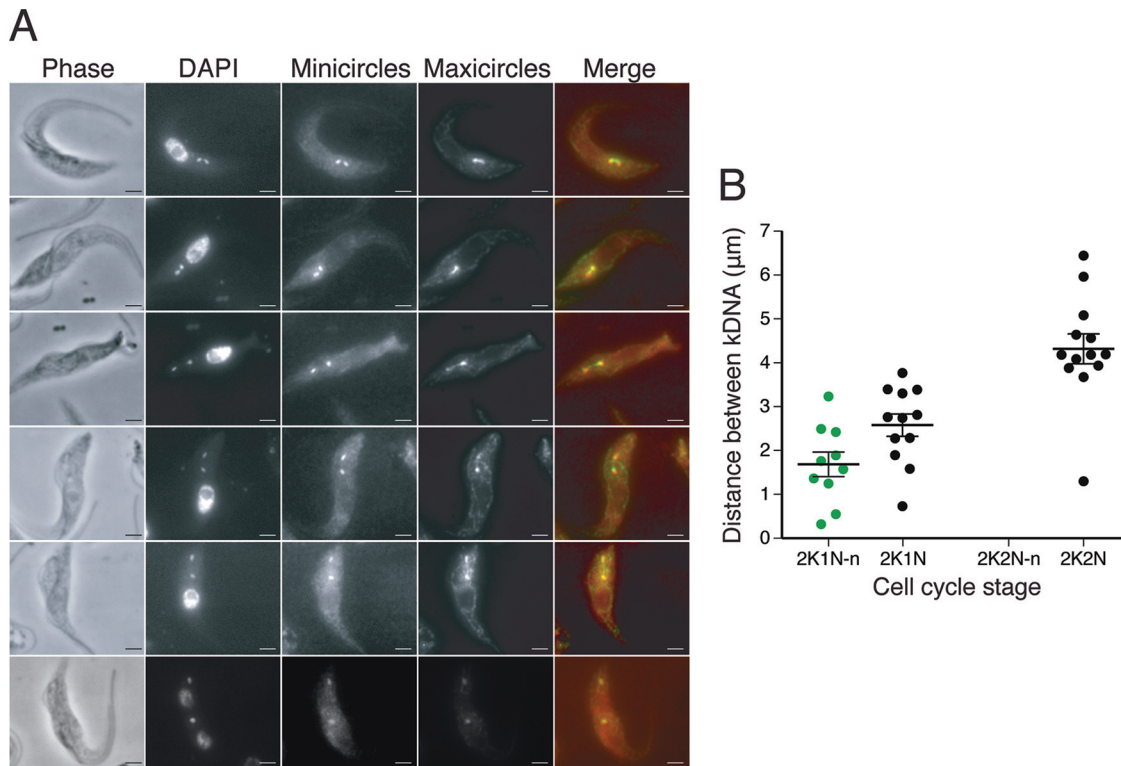 A
Phase DAPI Minicircles Maxicircles Merge
B
Distance between kDNA (μm)
7
6
5
4
3
2
1
0
2K1N-n 2K1N 2K2N-n 2K2N
Cell cycle stage